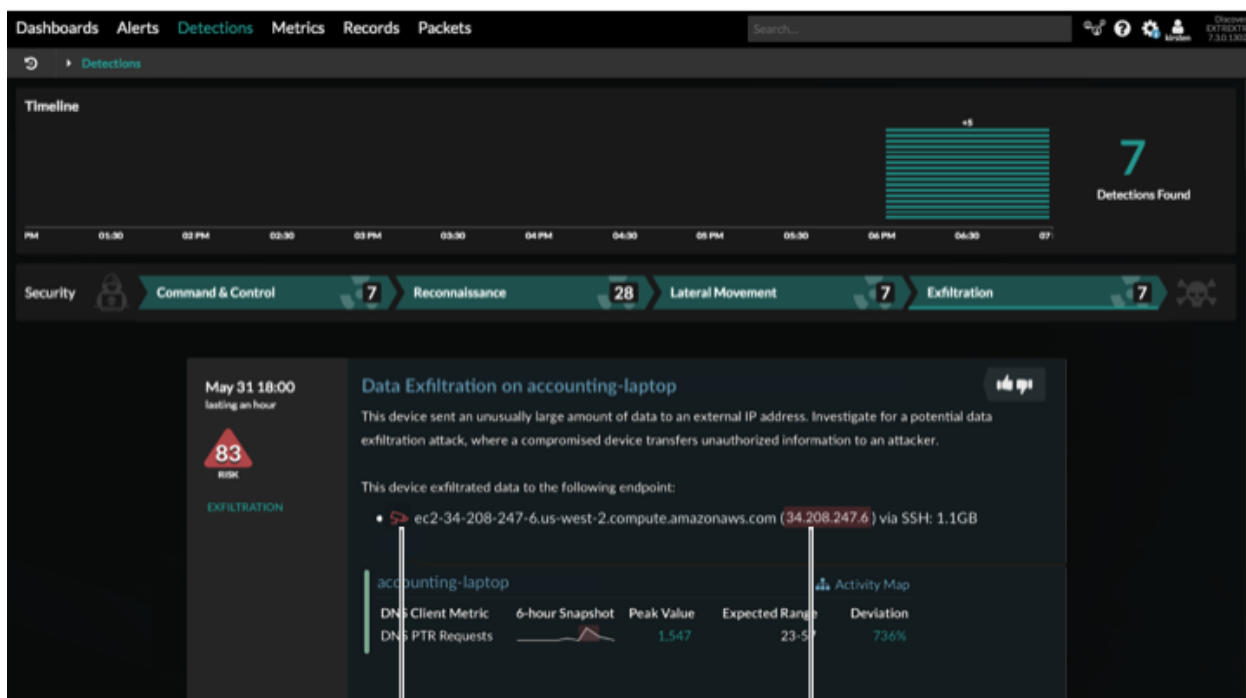 Dashboards Alerts Detections Metrics Records Packets Search... Discover
kirsten
Detections
Timeline
+5
7
Detections Found
PM 01:30 02 PM 02:30 03 PM 03:30 04 PM 04:30 05 PM 05:30 06 PM 06:30 07
Security Command & Control 7 Reconnaissance 28 Lateral Movement 7 Exfiltration 7
May 31 18:00
lasting an hour
83
RISK
EXFILTRATION
Data Exfiltration on accounting-laptop
This device sent an unusually large amount of data to an external IP address. Investigate for a potential data
exfiltration attack, where a compromised device transfers unauthorized information to an attacker.
This device exfiltrated data to the following endpoint:
• ec2-34-208-247-6.us-west-2.compute.amazonaws.com (34.208.247.6) via SSH: 1.1GB
accounting-laptop Activity Map
DNS Client Metric 6-hour Snapshot Peak Value Expected Range Deviation
DNS PTR Requests 1,547 736%